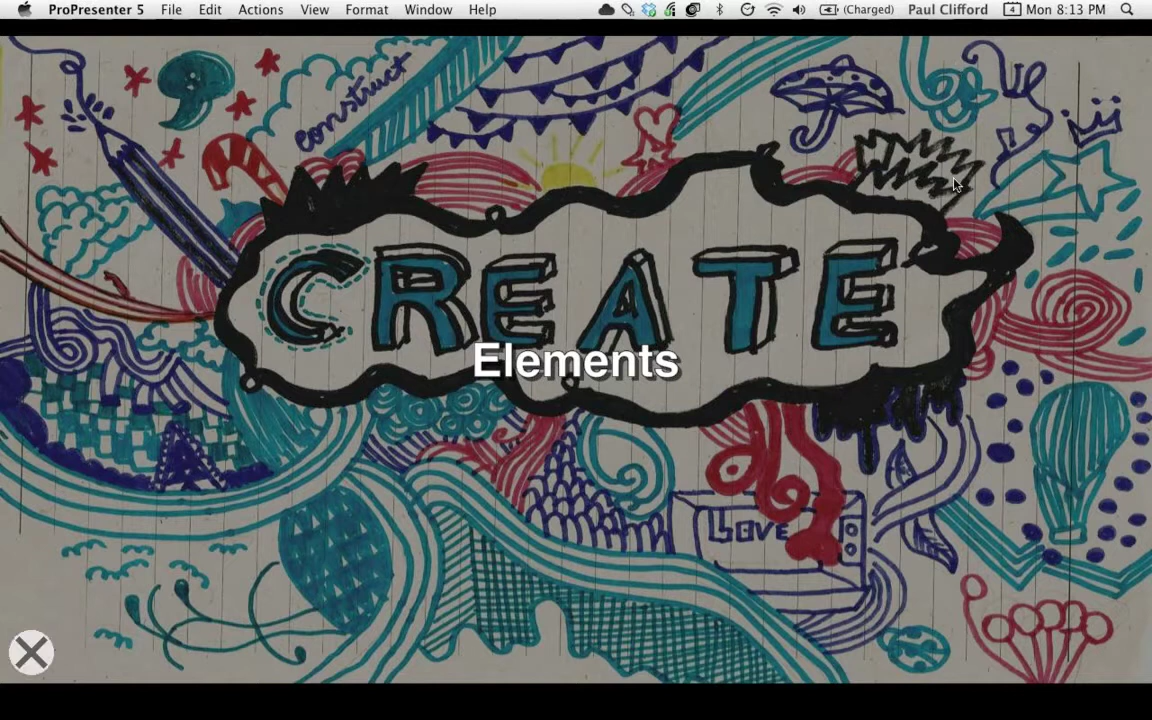 ProPresenter 5 File Edit Actions View Format Window Help (Charged) Paul Clifford 4 Mon 8:13 PM
Construct
CREATE
Elements
LOVE